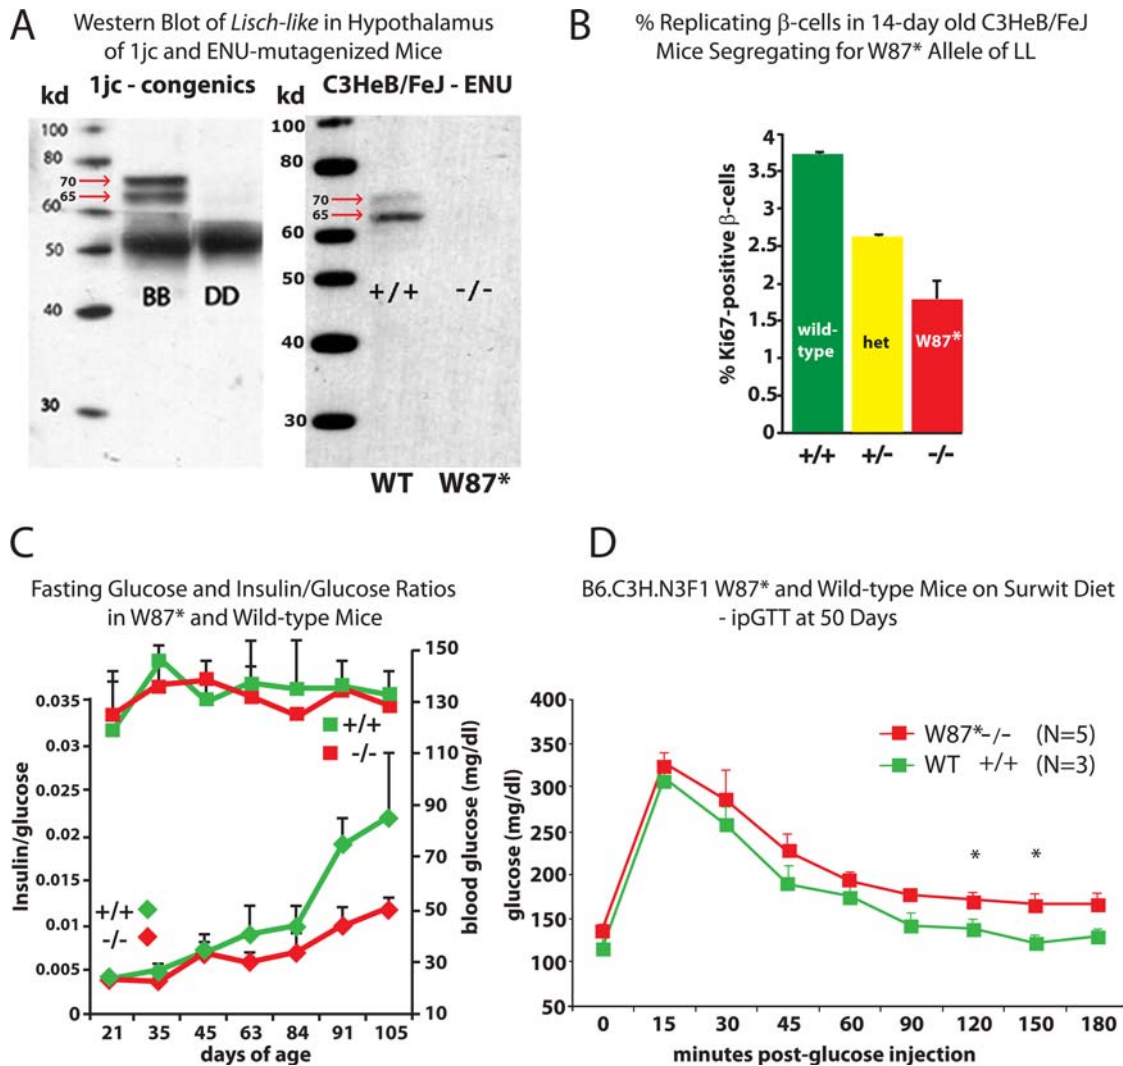 A
Western Blot of Lisch-like in Hypothalamus
of 1jc and ENU-mutagenized Mice
kd 1jc - congenics
100
80
70
65
60
50
40
30
BB DD
kd C3HeB/FeJ - ENU
100
80
70
65
60
50
40
30
+/+ -/-
WT W87*
B
% Replicating β-cells in 14-day old C3HeB/FeJ
Mice Segregating for W87* Allele of LL
% Ki67-positive β-cells
4
3.5
3
2.5
2
1.5
1
0.5
0
wild-
type
het
W87*
+/+ +/- -/-
C
Fasting Glucose and Insulin/Glucose Ratios
in W87* and Wild-type Mice
Insulin/glucose
0.035
0.03
0.025
0.02
0.015
0.01
0.005
0
blood glucose (mg/dl)
150
130
110
90
70
50
30
10
+/+
-/-
+/+
-/-
21 35 45 63 84 91 105
days of age
D
B6.C3H.N3F1 W87* and Wild-type Mice on Surwit Diet
- ipGTT at 50 Days
glucose (mg/dl)
400
350
300
250
200
150
100
50
W87* -/- (N=5)
WT +/+ (N=3)
* *
0 15 30 45 60 90 120 150 180
minutes post-glucose injection